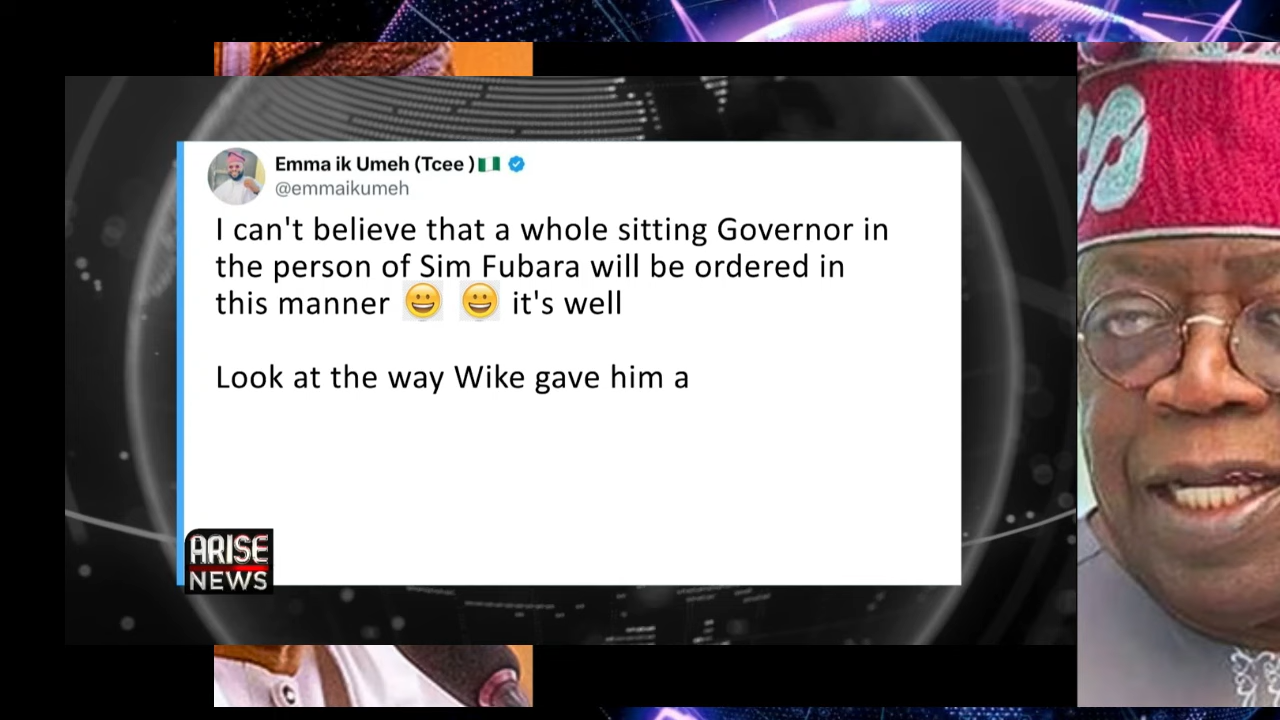 Emma ik Umeh (Tcee )🇳🇬
@emmaikumeh
I can't believe that a whole sitting Governor in
the person of Sim Fubara will be ordered in
this manner 😀 😀 it's well
Look at the way Wike gave him a
ARISE
NEWS